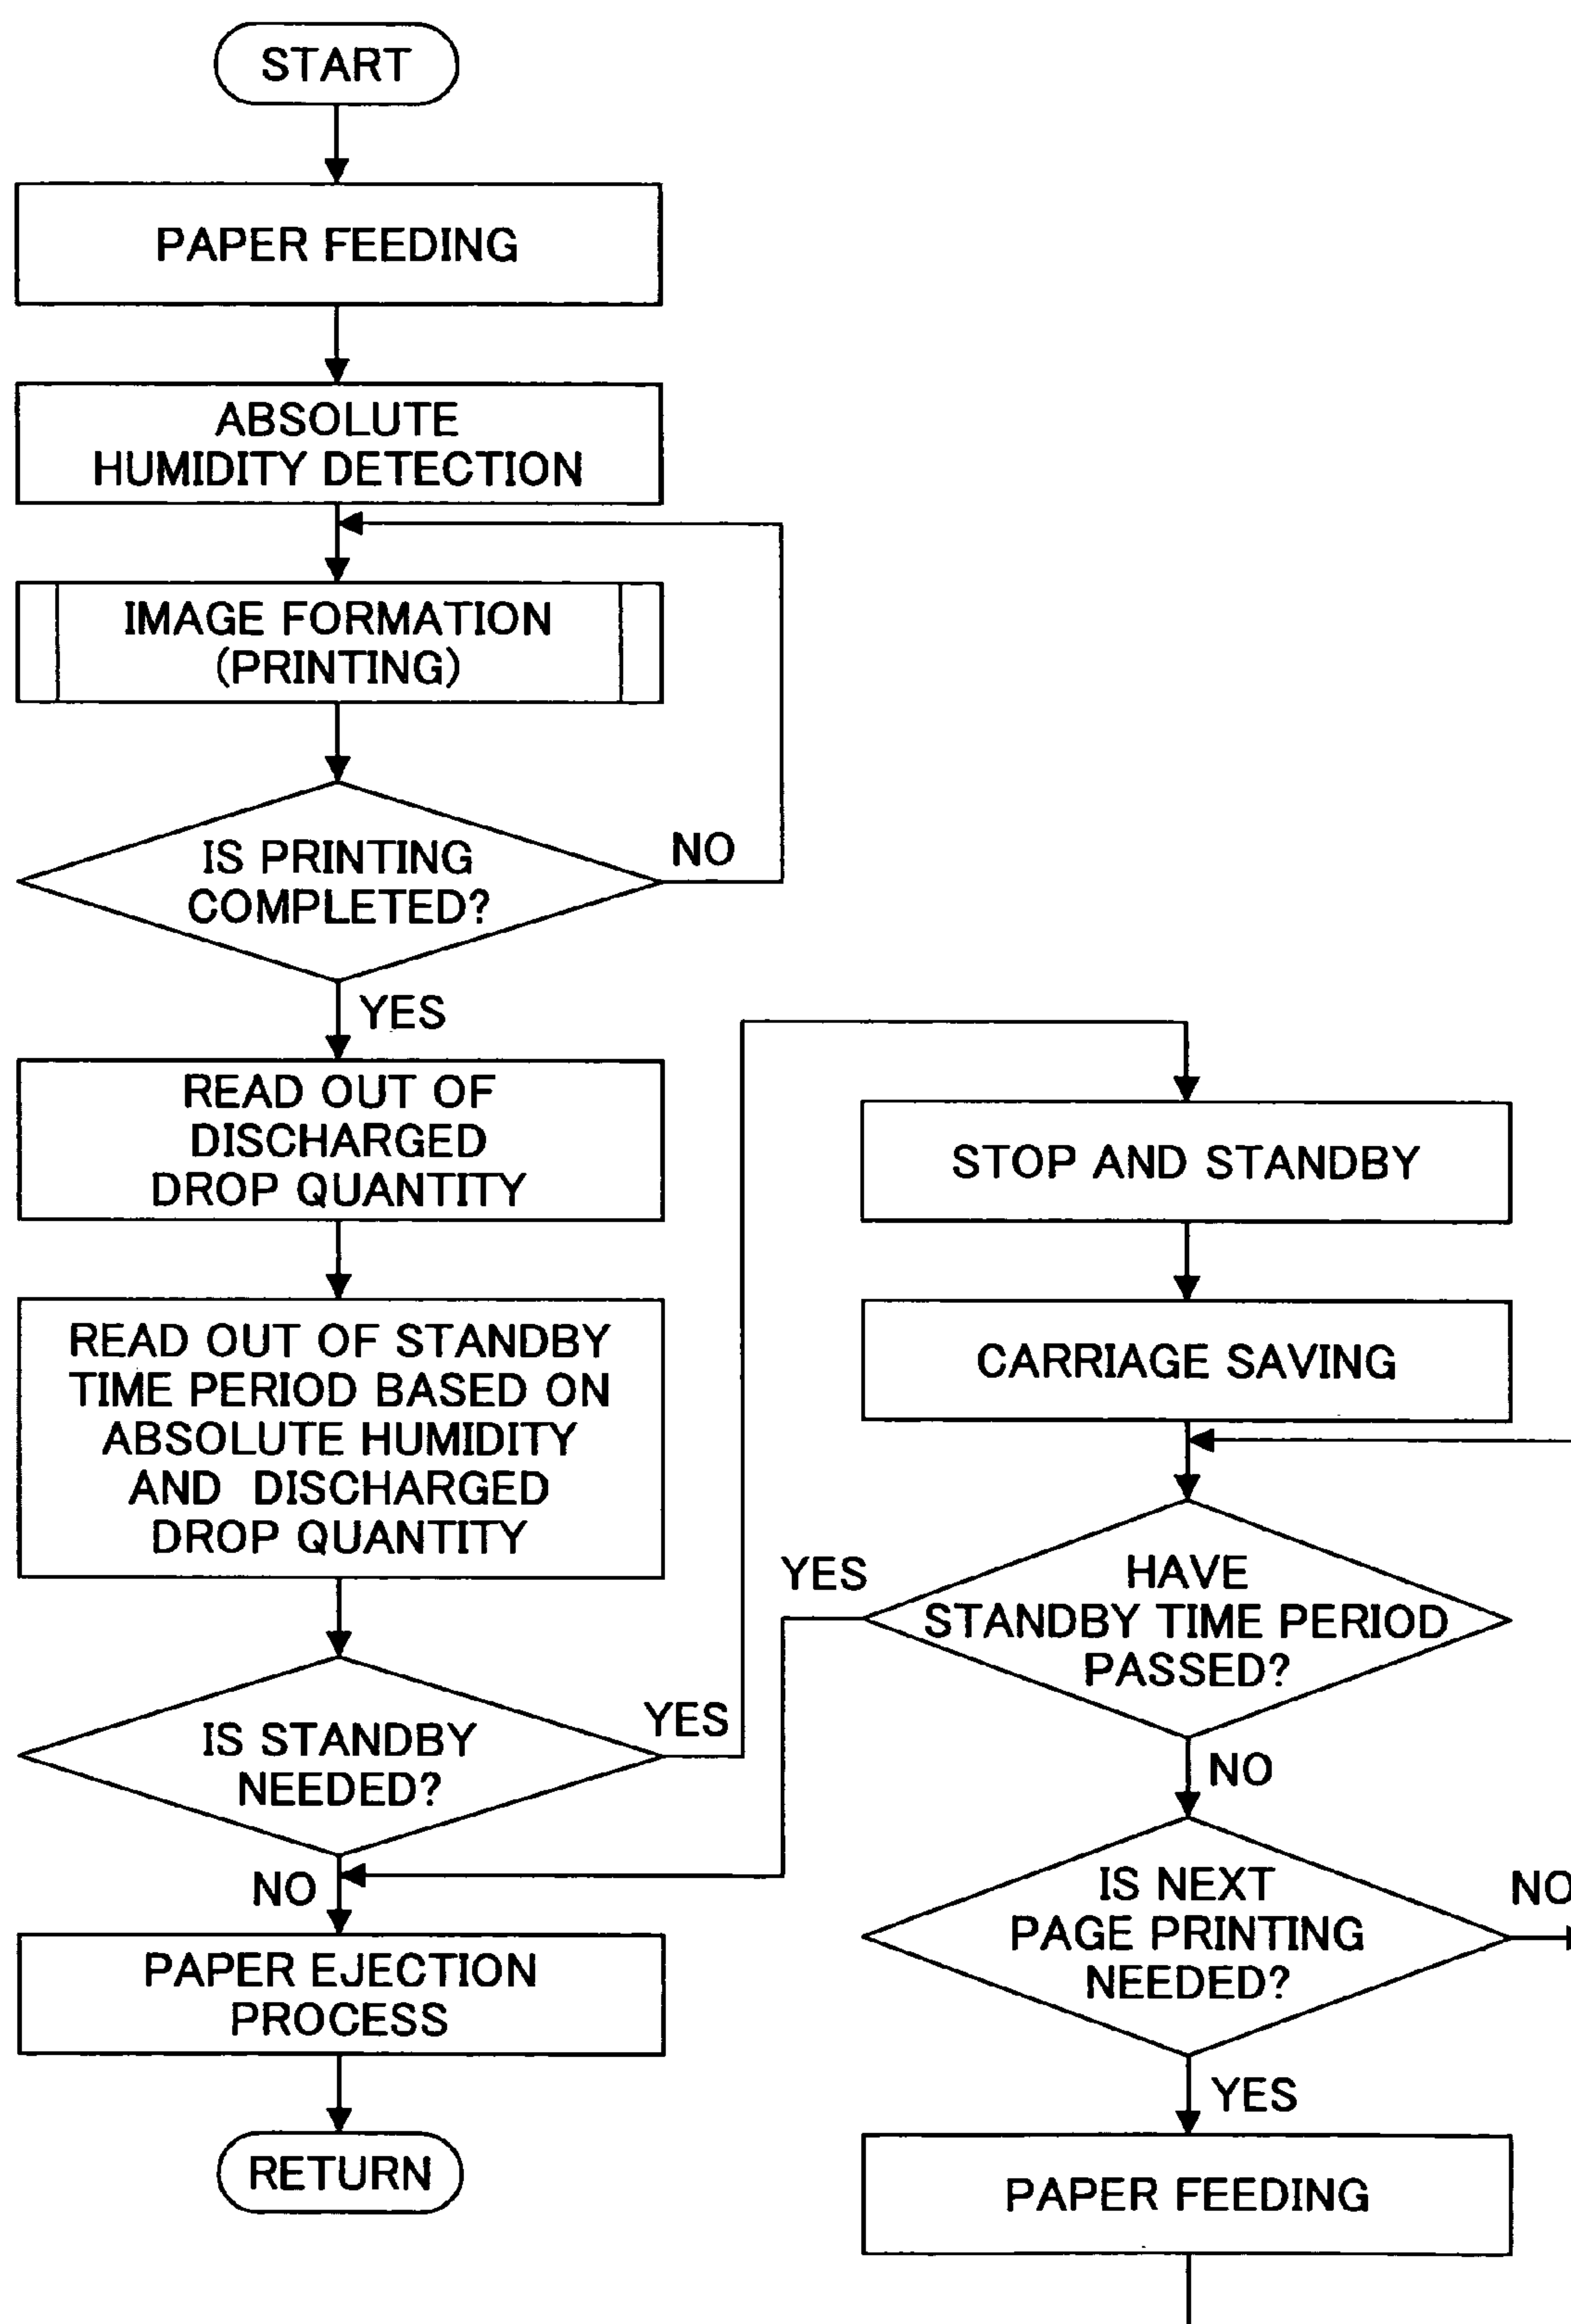 START
PAPER FEEDING
ABSOLUTE
HUMIDITY DETECTION
IMAGE FORMATION
(PRINTING)
IS PRINTING
COMPLETED?
NO
YES
READ OUT OF
DISCHARGED
DROP QUANTITY
READ OUT OF STANDBY
TIME PERIOD BASED ON
ABSOLUTE HUMIDITY
AND DISCHARGED
DROP QUANTITY
IS STANDBY
NEEDED?
YES
NO
PAPER EJECTION
PROCESS
RETURN
STOP AND STANDBY
CARRIAGE SAVING
HAVE
STANDBY TIME PERIOD
PASSED?
YES
NO
IS NEXT
PAGE PRINTING
NEEDED?
NO
YES
PAPER FEEDING